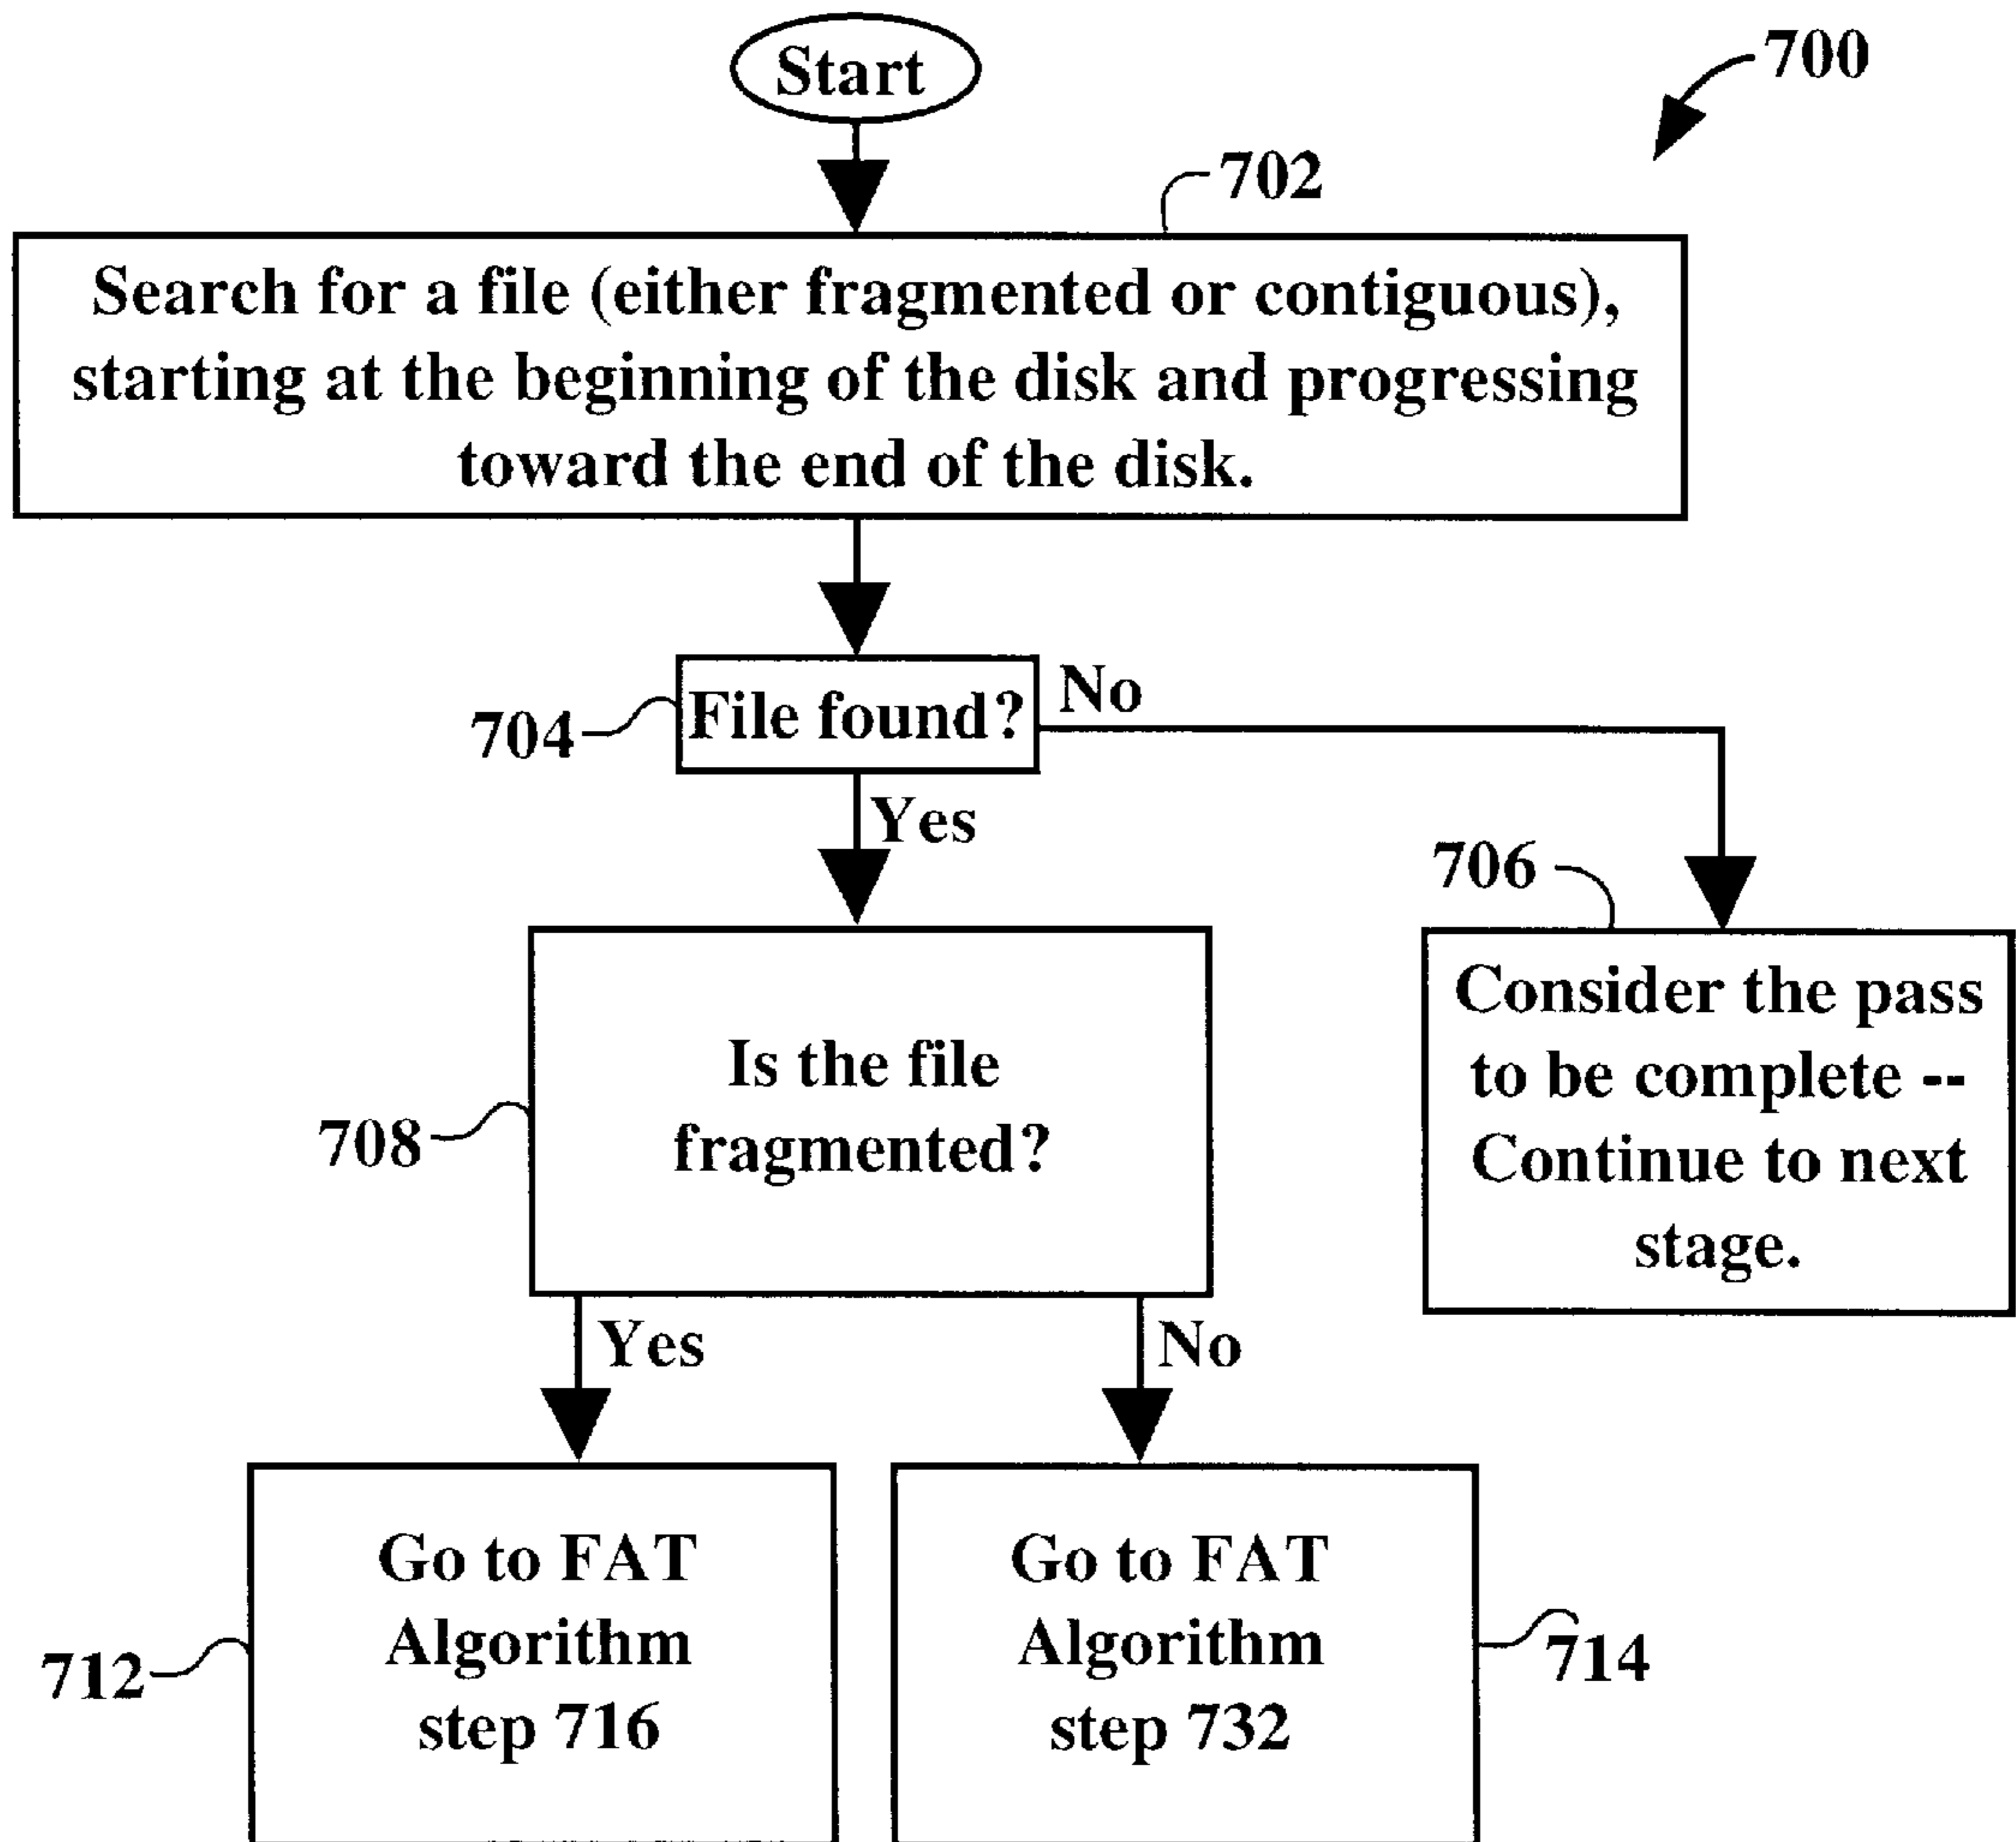 Start
700
702
Search for a file (either fragmented or contiguous),
starting at the beginning of the disk and progressing
toward the end of the disk.
704
File found?
No
Yes
706
Consider the pass
to be complete --
Continue to next
stage.
708
Is the file
fragmented?
Yes
No
712
Go to FAT
Algorithm
step 716
Go to FAT
Algorithm
step 732
714